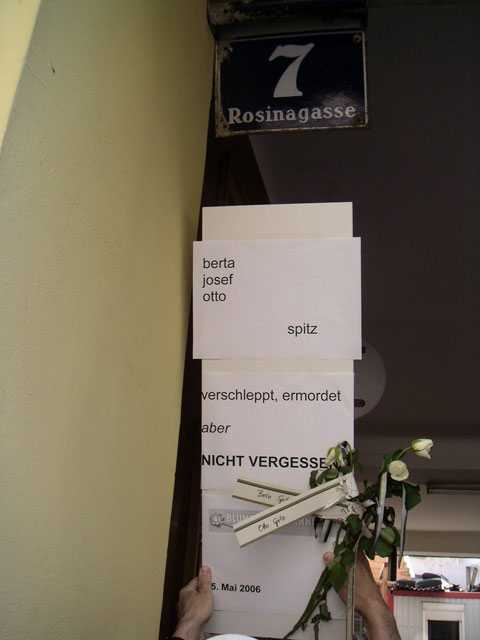 7
Rosinagasse
berta
josef
otto
spitz
verschleppt, ermordet
aber
NICHT VERGESSEN
5. Mai 2006